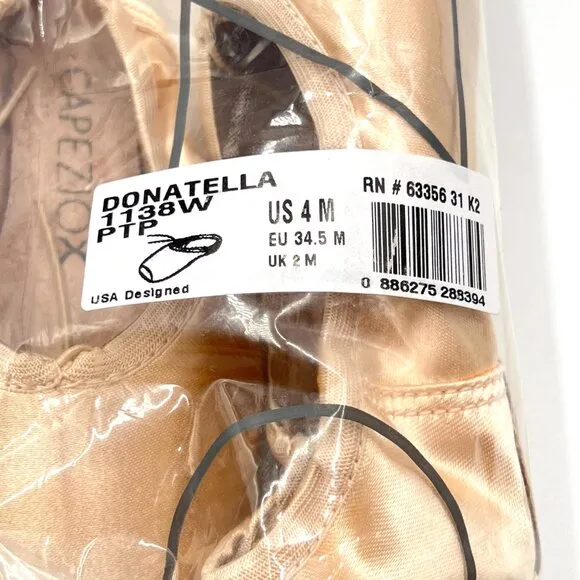 CAPEZIO
DONATELLA
1138W
PTP
USA Designed
US 4 M
EU 34.5 M
UK 2 M
RN # 63356 31 K2
0 886275 288394